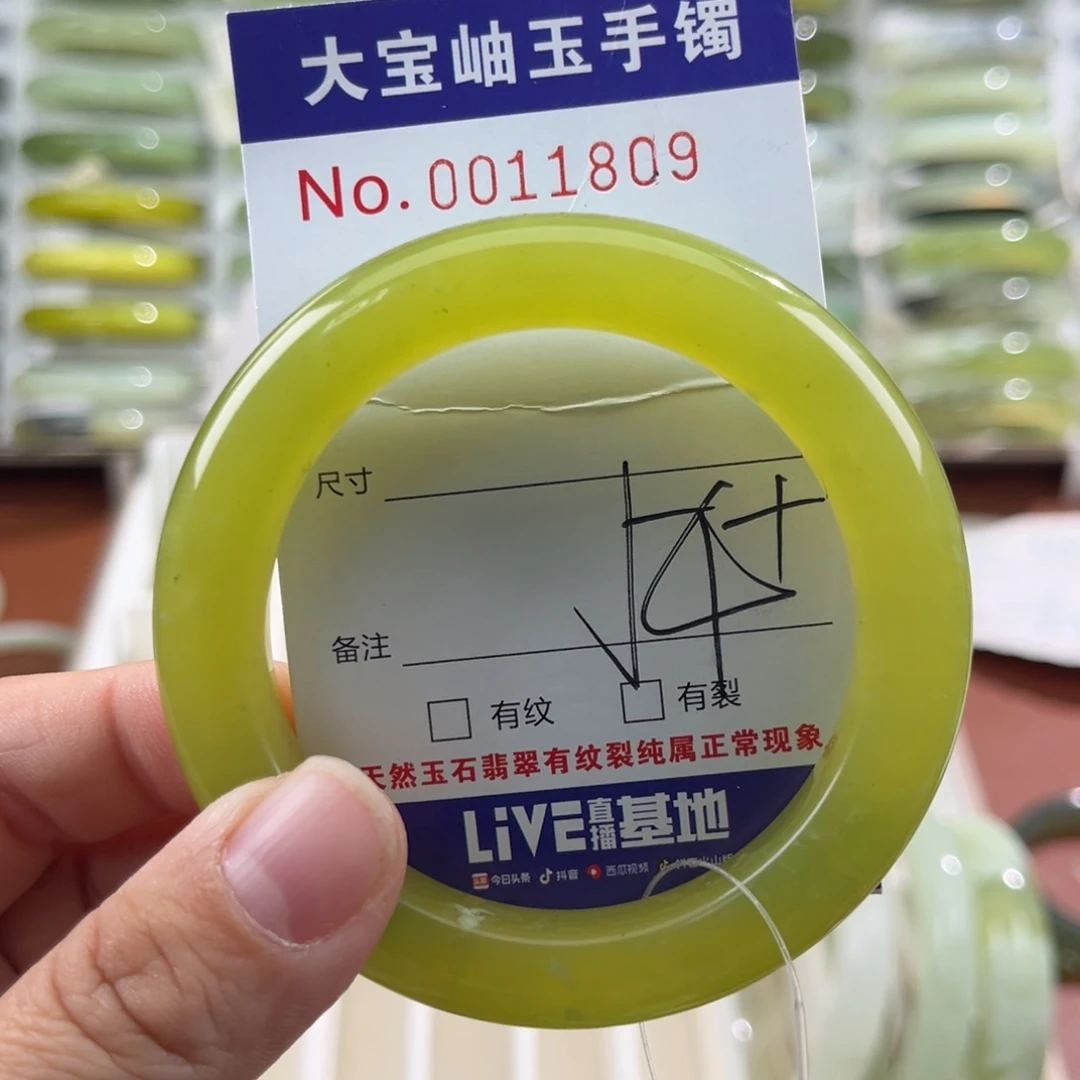 大宝岫玉手镯
No. 0011809
尺寸
备注
有纹 有裂
天然玉石翡翠有纹裂纯属正常现象
LiVE直播基地
今日头条 抖音 西瓜视频